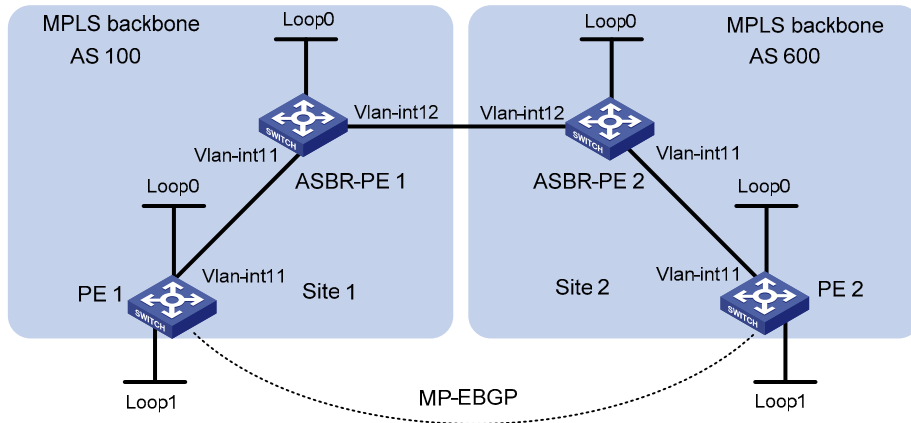 MPLS backbone
AS 100
Loop0
Loop0
MPLS backbone
AS 600
SWITCH
Vlan-int12
Vlan-int12
SWITCH
Vlan-int11
Vlan-int11
ASBR-PE 1
ASBR-PE 2
Loop0
Loop0
Vlan-int11
Vlan-int11
PE 1
Site 1
Site 2
PE 2
SWITCH
SWITCH
Loop1
MP-EBGP
Loop1